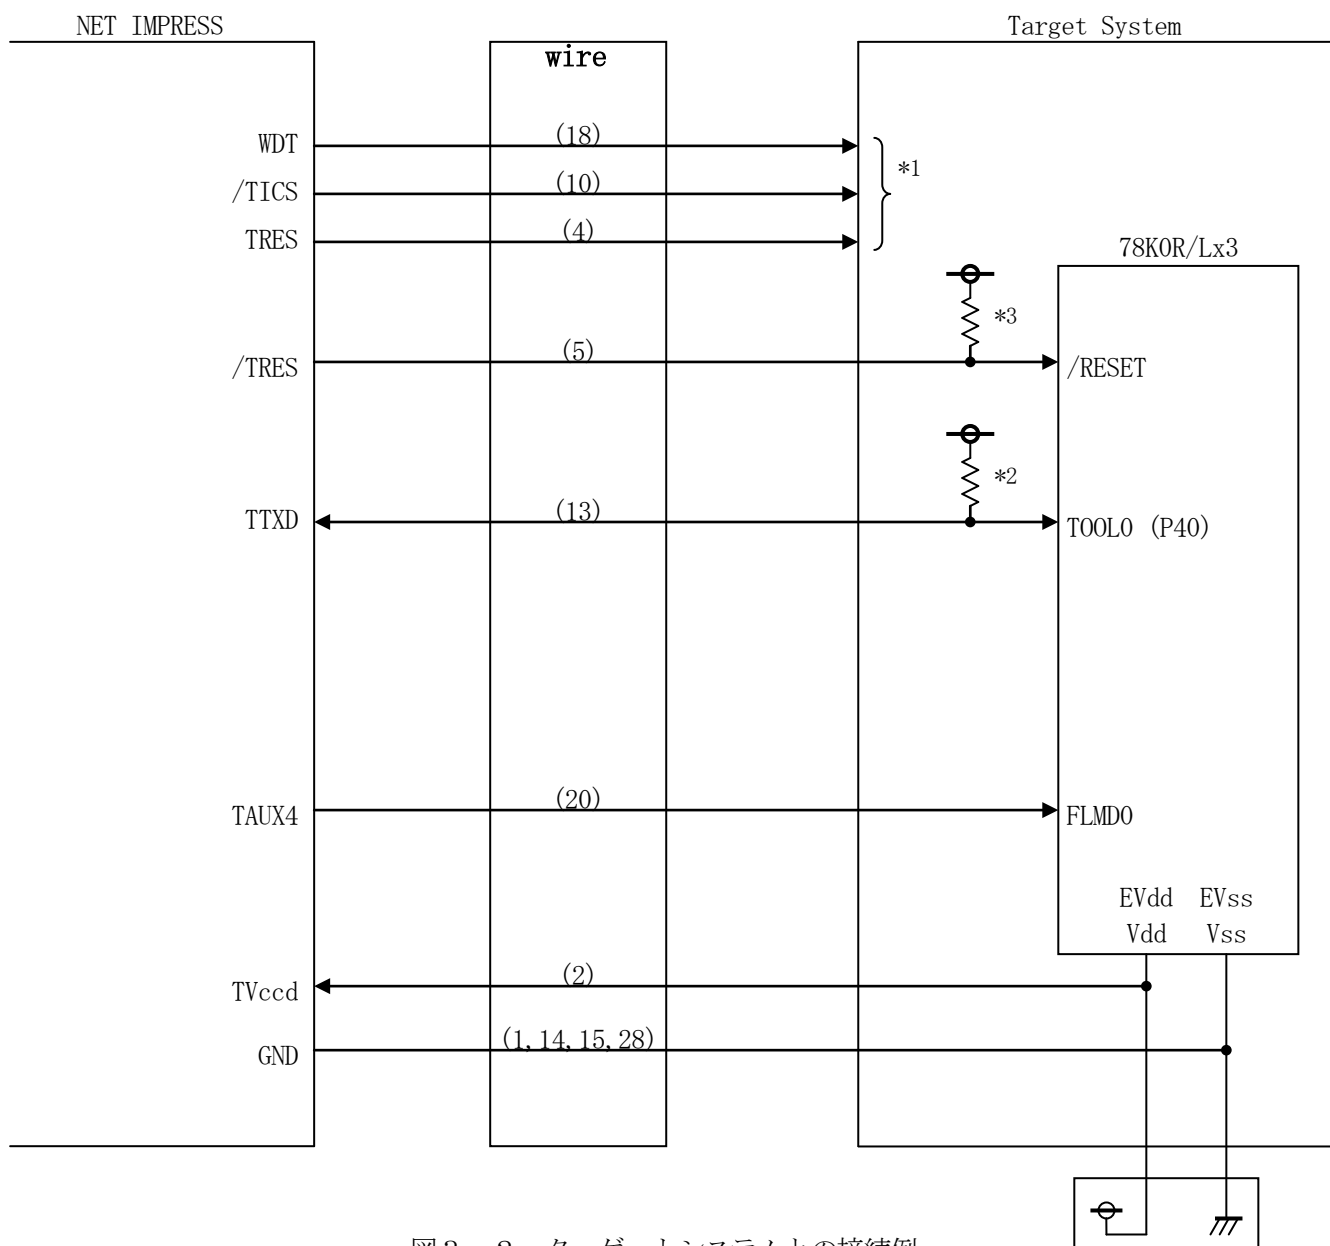 NET IMPRESS
Target System
wire
WDT
(18)
*1
/TICS
(10)
TRES
(4)
78K0R/Lx3
*3
/TRES
(5)
/RESET
*2
TTXD
(13)
TOOL0 (P40)
TAUX4
(20)
FLMD0
EVdd EVss
Vdd Vss
TVccd
(2)
GND
(1,14,15,28)